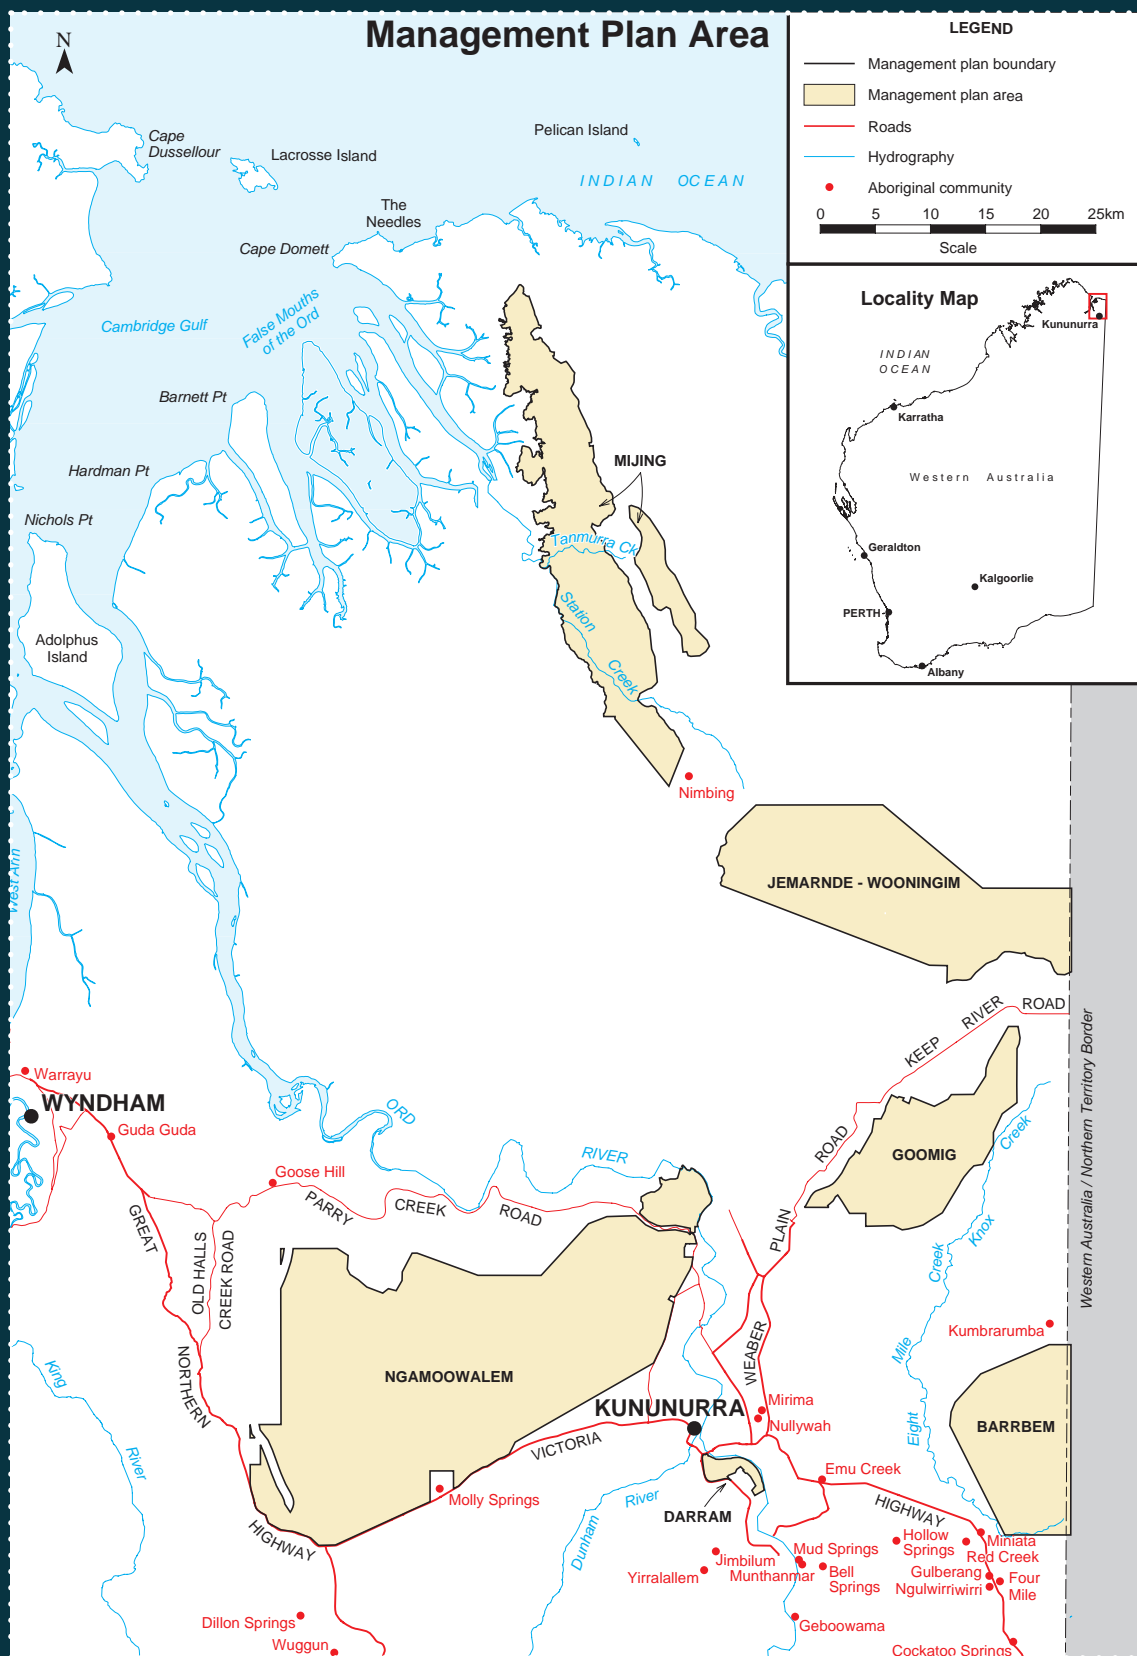 Management Plan Area
N
LEGEND
Management plan boundary
Management plan area
Roads
Hydrography
Aboriginal community
0 5 10 15 20 25km
Scale
Locality Map
Kununurra
INDIAN
OCEAN
Karratha
Western Australia
Geraldton
Kalgoorlie
PERTH
Albany
Cape
Dussellour
Lacrosse Island
Pelican Island
INDIAN OCEAN
The
Needles
Cape Domett
Cambridge Gulf
False Mouths
of the Ord
Barnett Pt
MIJING
Hardman Pt
Nichols Pt
Tanmurra Ck
Station
Creek
Adolphus
Island
Nimbing
West Arm
JEMARNDE - WOONINGIM
KEEP RIVER ROAD
Western Australia / Northern Territory Border
Warrayu
WYNDHAM
Guda Guda
ORD
RIVER
Goose Hill
PARRY CREEK ROAD
GREAT
NORTHERN
HIGHWAY
OLD HALLS
CREEK ROAD
WEABER
PLAIN
ROAD
GOOMIG
Knox
Creek
Kumbrarumba
Eight
Mile
Creek
King
River
NGAMOOWALEM
KUNUNURRA
Mirima
Nullywah
BARRBEM
VICTORIA
HIGHWAY
Emu Creek
Molly Springs
DARRAM
Dunham
River
Hollow
Springs
Miniata
Red Creek
Jimbilum
Mud Springs
Yirralallem
Munthanmar
Bell
Springs
Gulberang
Ngulwirriwirri
Four
Mile
Dillon Springs
Geboowama
Wuggun
Cockatoo Springs